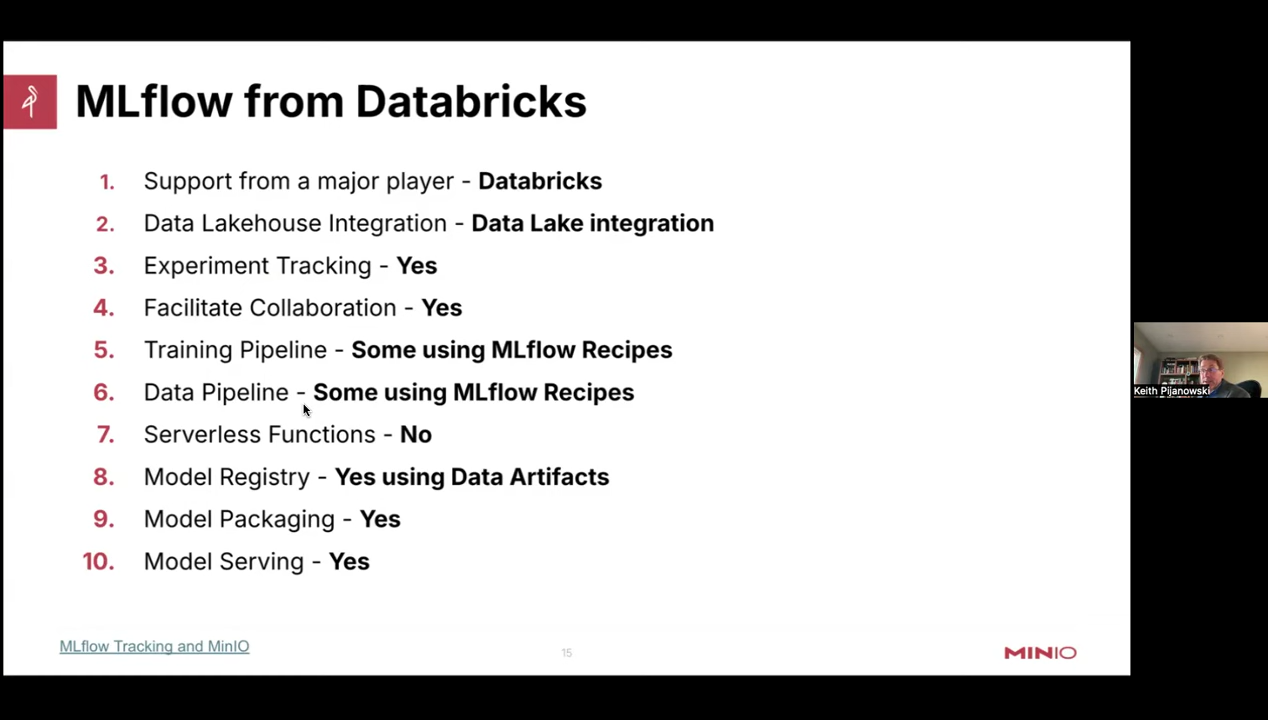 MLflow from Databricks
1. Support from a major player - Databricks
2. Data Lakehouse Integration - Data Lake integration
3. Experiment Tracking - Yes
4. Facilitate Collaboration - Yes
5. Training Pipeline - Some using MLflow Recipes
6. Data Pipeline - Some using MLflow Recipes
7. Serverless Functions - No
8. Model Registry - Yes using Data Artifacts
9. Model Packaging - Yes
10. Model Serving - Yes
Keith Pijanowski
MLflow Tracking and MinIO
15
MINIO